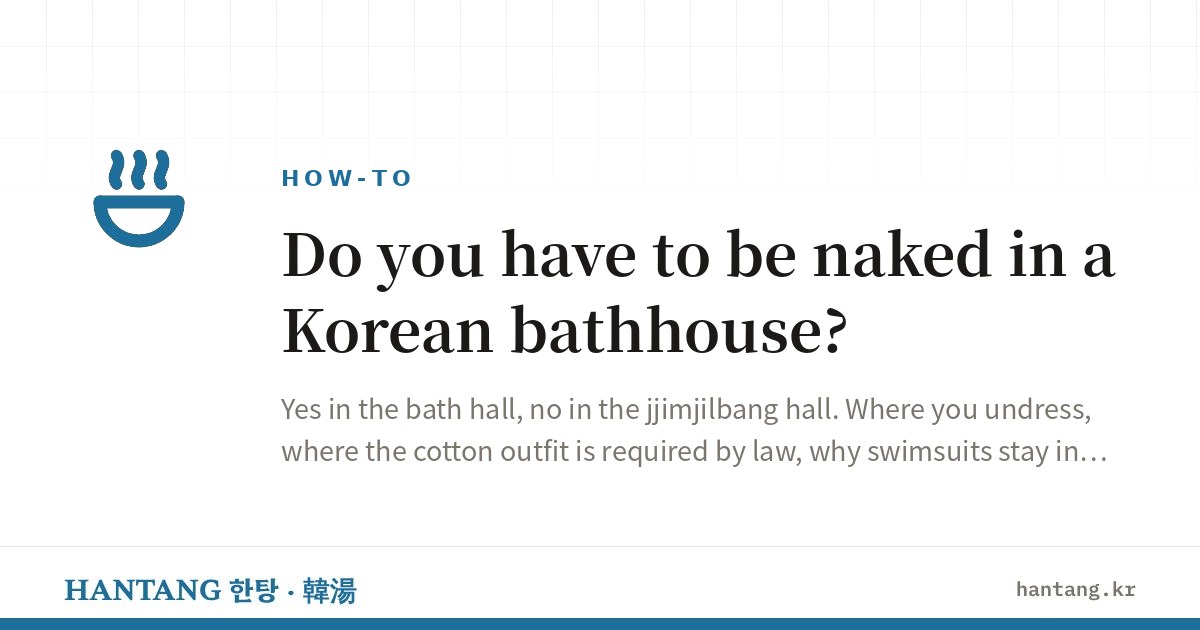 HOW-TO
Do you have to be naked in a
Korean bathhouse?
Yes in the bath hall, no in the jjimjilbang hall. Where you undress,
where the cotton outfit is required by law, why swimsuits stay in…
HANTANG 한탕 · 韓湯
hantang.kr